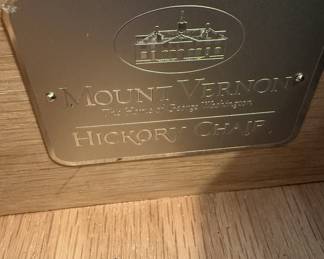 MOUNT VERNON
The Home of George Washington
HICKORY CHAIR.